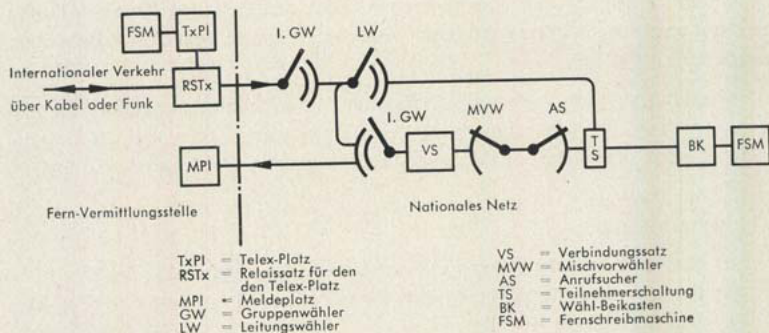 FSM
TxPl
I. GW
LW
Internationaler Verkehr
RSTx
über Kabel oder Funk
I. GW
MVW
AS
VS
TS
BK
FSM
MPl
Fern-Vermittlungsstelle
Nationales Netz
TxPl = Telex-Platz
RSTx = Relaissatz für den
den Telex-Platz
MPl = Meldeplatz
GW = Gruppenwähler
LW = Leitungswähler
VS = Verbindungssatz
MVW = Mischvorwähler
AS = Anrufsucher
TS = Teilnehmerschaltung
BK = Wähl-Beikasten
FSM = Fernschreibmaschine